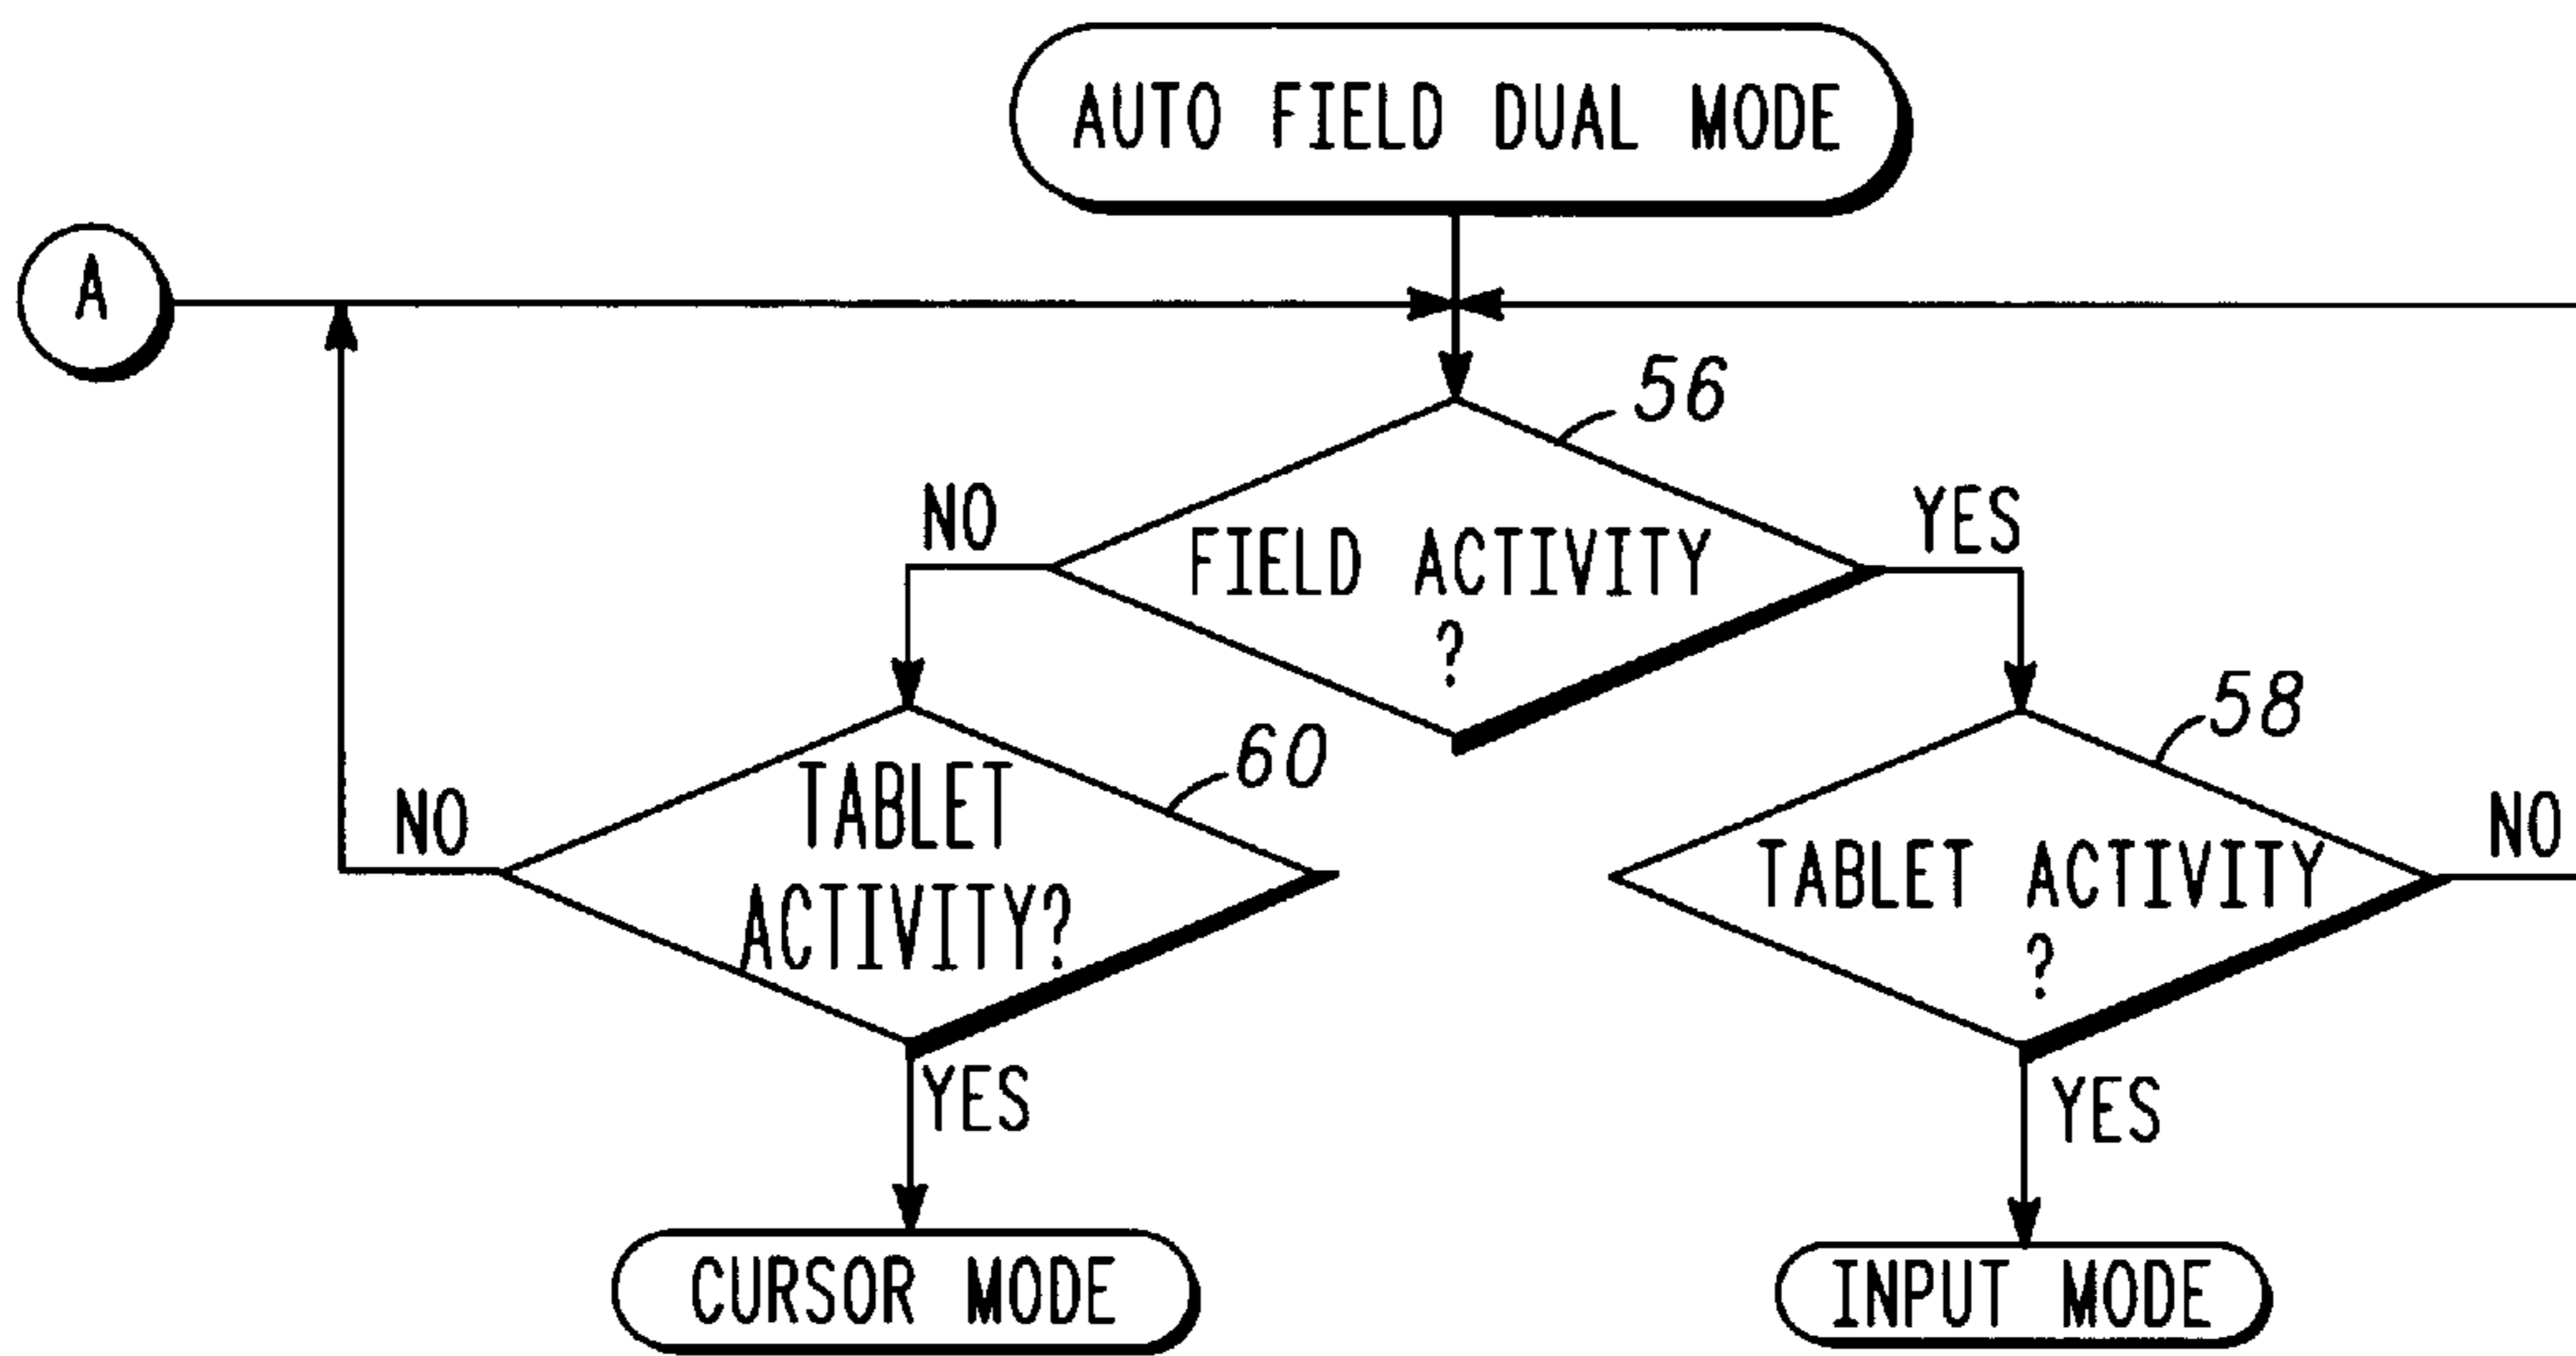 AUTO FIELD DUAL MODE
A
56
NO
YES
FIELD ACTIVITY
?
58
60
TABLET
ACTIVITY?
NO
TABLET ACTIVITY
?
NO
YES
YES
CURSOR MODE
INPUT MODE